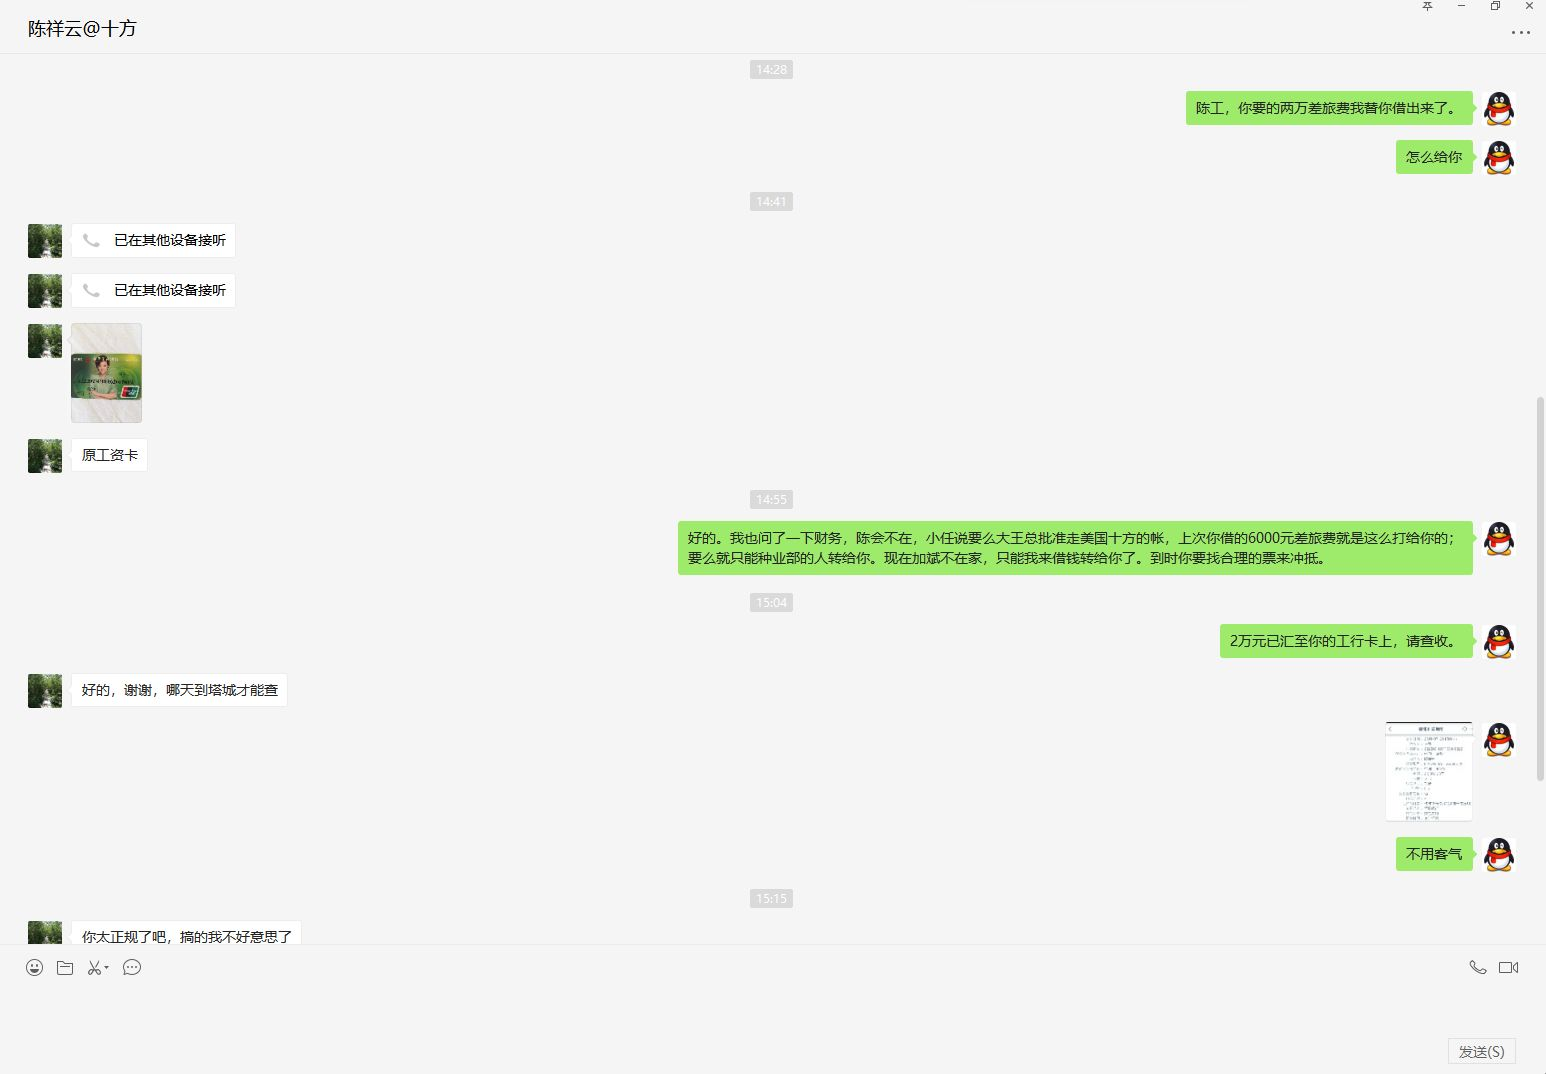 陈祥云@十方
14:28
陈工，你要的两万差旅费我替你借出来了。
怎么给你
14:41
已在其他设备接听
已在其他设备接听
原工资卡
14:55
好的。我也问了一下财务，陈会不在，小任说要么大王总批准走美国十方的帐，上次你借的6000元差旅费就是这么打给你的；
要么就只能种业部的人转给你。现在加斌不在家，只能我来借钱转给你了。到时你要找合理的票来冲抵。
15:04
2万元已汇至你的工行卡上，请查收。
好的，谢谢，哪天到塔城才能查
不用客气
15:15
你太正规了吧，搞的我不好意思了
发送(S)